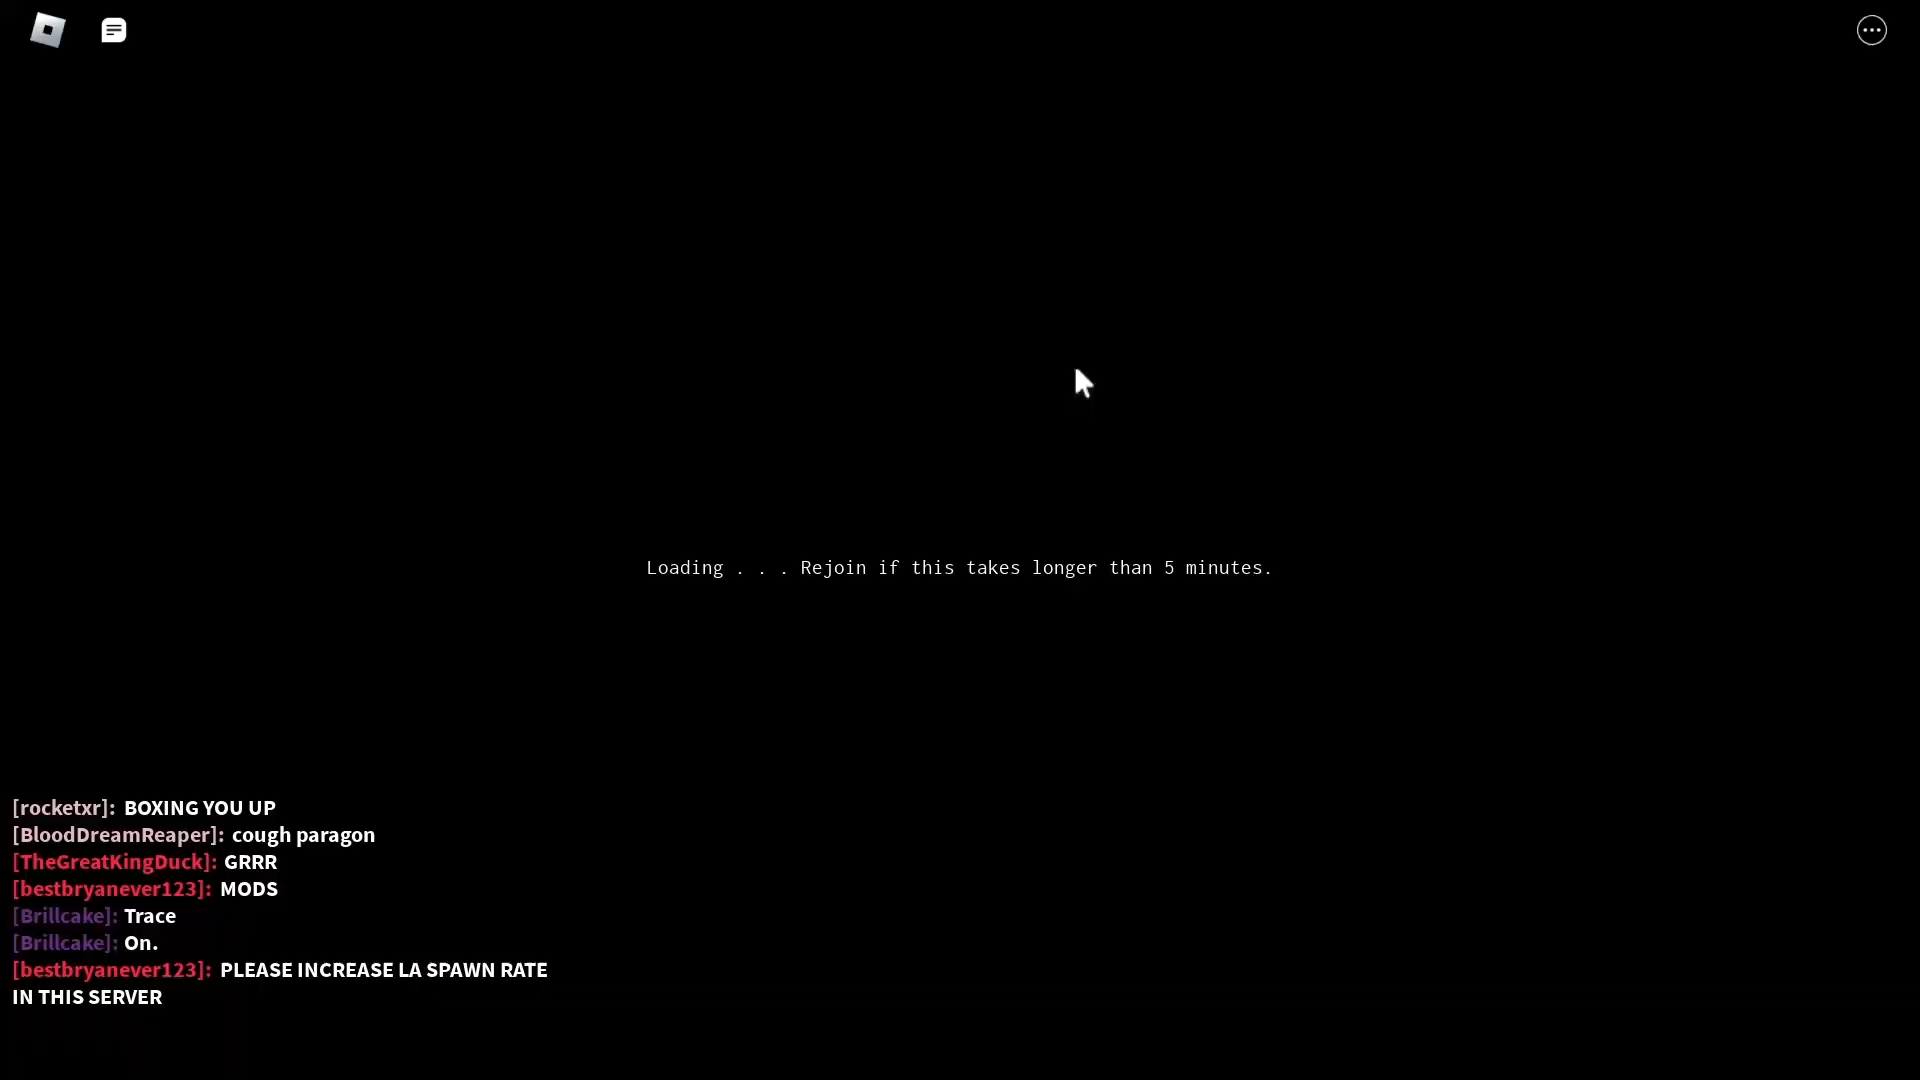 Loading . . . Rejoin if this takes longer than 5 minutes.
[rocketxr]: BOXING YOU UP
[BloodDreamReaper]: cough paragon
[TheGreatKingDuck]: GRRR
[bestbryanever123]: MODS
[Brillcake]: Trace
[Brillcake]: On.
[bestbryanever123]: PLEASE INCREASE LA SPAWN RATE
IN THIS SERVER